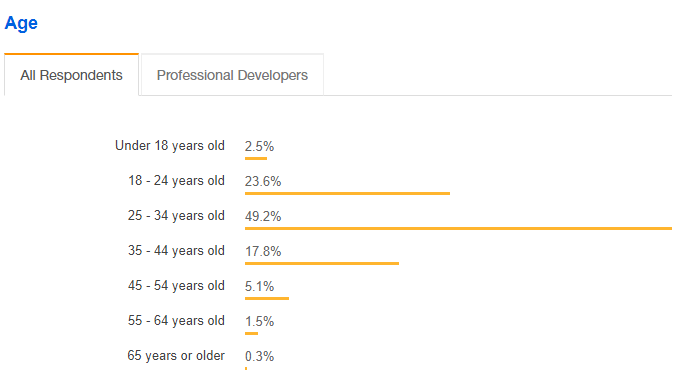 Age
All Respondents Professional Developers
Under 18 years old 2.5%
18 - 24 years old 23.6%
25 - 34 years old 49.2%
35 - 44 years old 17.8%
45 - 54 years old 5.1%
55 - 64 years old 1.5%
65 years or older 0.3%